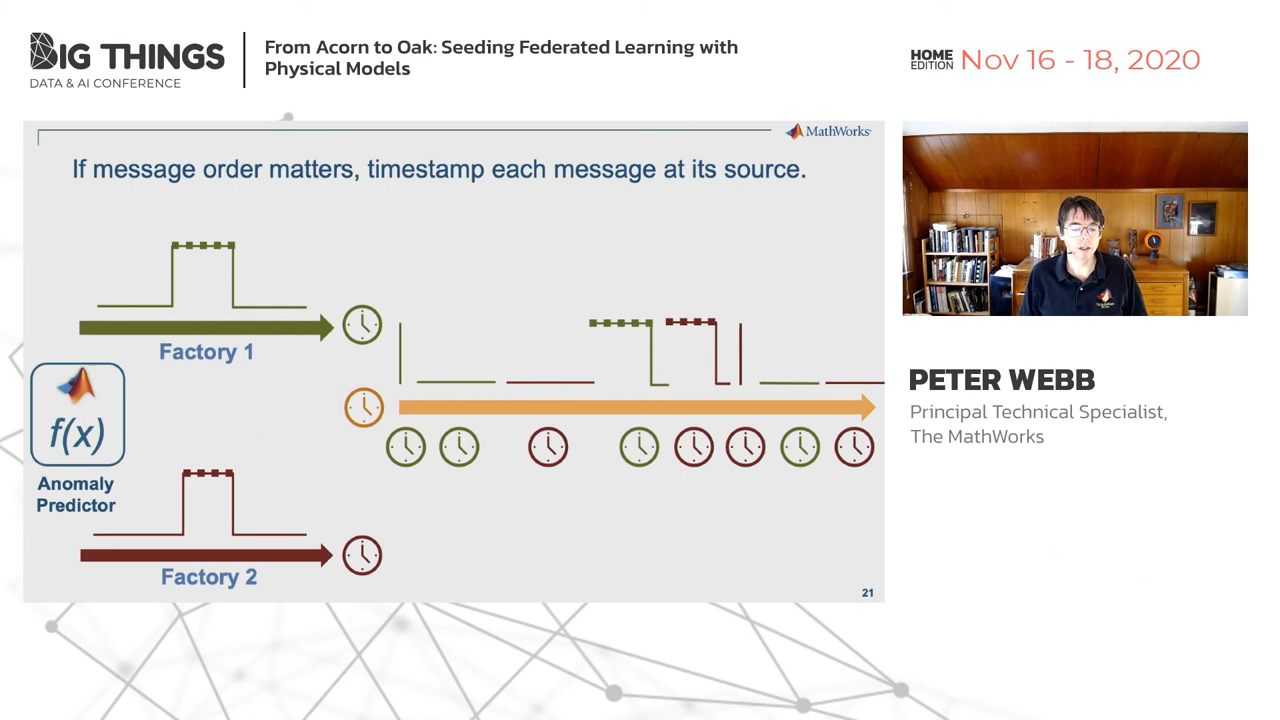 BIG THINGS
DATA & AI CONFERENCE
From Acorn to Oak: Seeding Federated Learning with
Physical Models
HOME
EDITION
Nov 16 - 18, 2020
MathWorks
If message order matters, timestamp each message at its source.
Factory 1
f(x)
Anomaly
Predictor
Factory 2
21
PETER WEBB
Principal Technical Specialist,
The MathWorks